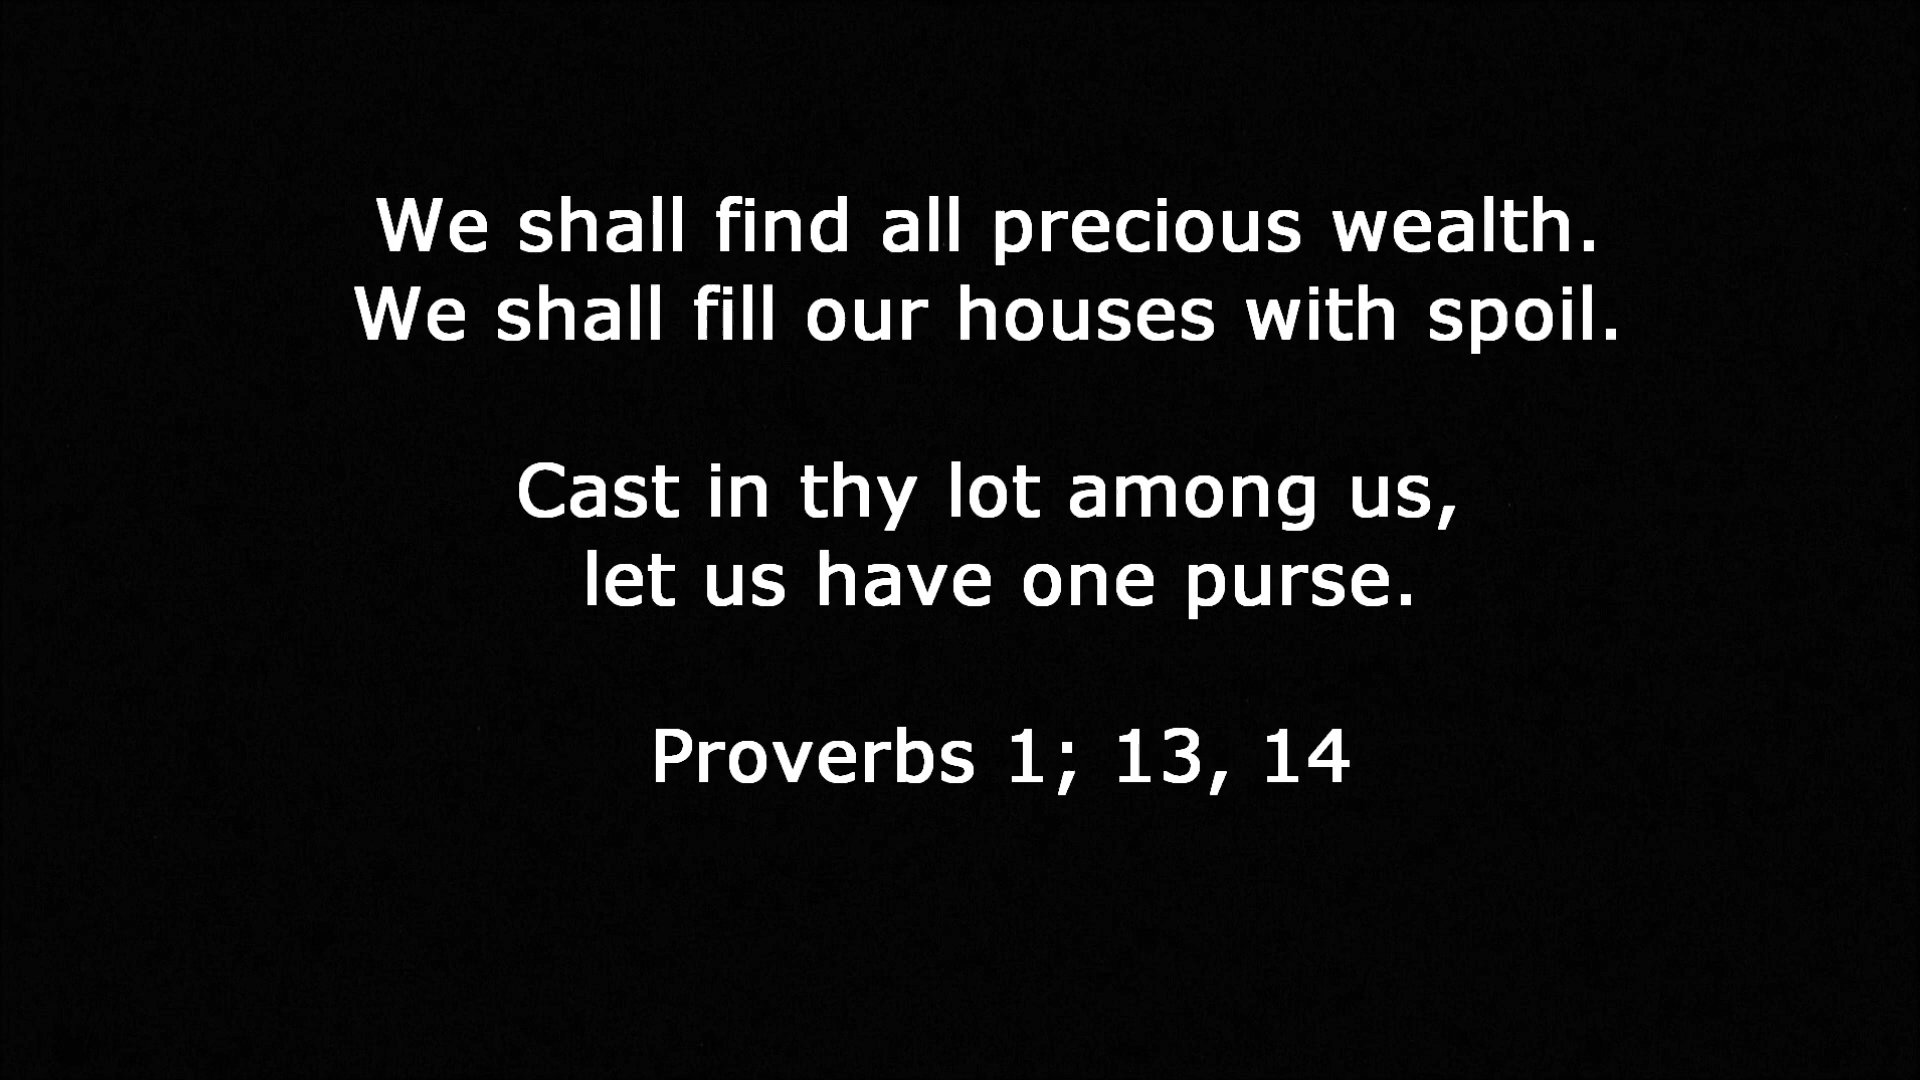 We shall find all precious wealth.
We shall fill our houses with spoil.
Cast in thy lot among us,
let us have one purse.
Proverbs 1; 13, 14